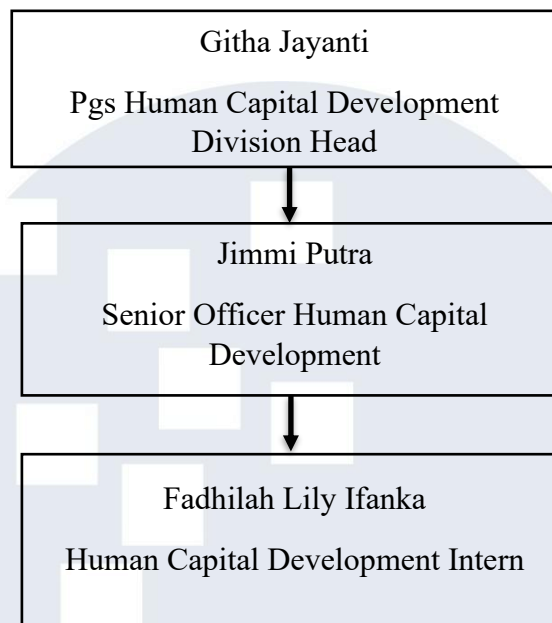 Githa Jayanti
Pgs Human Capital Development
Division Head
Jimmi Putra
Senior Officer Human Capital
Development
Fadhilah Lily Ifanka
Human Capital Development Intern